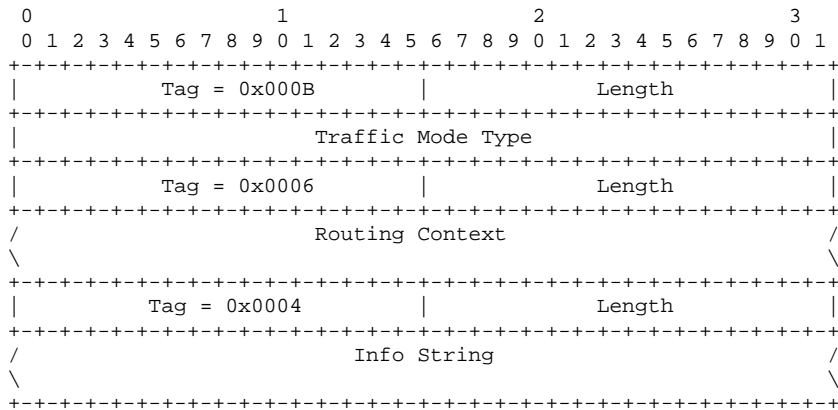 0                   1                   2                   3
 0 1 2 3 4 5 6 7 8 9 0 1 2 3 4 5 6 7 8 9 0 1 2 3 4 5 6 7 8 9 0 1
+-+-+-+-+-+-+-+-+-+-+-+-+-+-+-+-+-+-+-+-+-+-+-+-+-+-+-+-+-+-+-+-+
|           Tag = 0x000B        |             Length            |
+-+-+-+-+-+-+-+-+-+-+-+-+-+-+-+-+-+-+-+-+-+-+-+-+-+-+-+-+-+-+-+-+
|                       Traffic Mode Type                       |
+-+-+-+-+-+-+-+-+-+-+-+-+-+-+-+-+-+-+-+-+-+-+-+-+-+-+-+-+-+-+-+-+
|           Tag = 0x0006        |             Length            |
+-+-+-+-+-+-+-+-+-+-+-+-+-+-+-+-+-+-+-+-+-+-+-+-+-+-+-+-+-+-+-+-+
/                       Routing Context                         /
\                                                               \
+-+-+-+-+-+-+-+-+-+-+-+-+-+-+-+-+-+-+-+-+-+-+-+-+-+-+-+-+-+-+-+-+
|          Tag = 0x0004         |             Length            |
+-+-+-+-+-+-+-+-+-+-+-+-+-+-+-+-+-+-+-+-+-+-+-+-+-+-+-+-+-+-+-+-+
/                          Info String                          /
\                                                               \
+-+-+-+-+-+-+-+-+-+-+-+-+-+-+-+-+-+-+-+-+-+-+-+-+-+-+-+-+-+-+-+-+